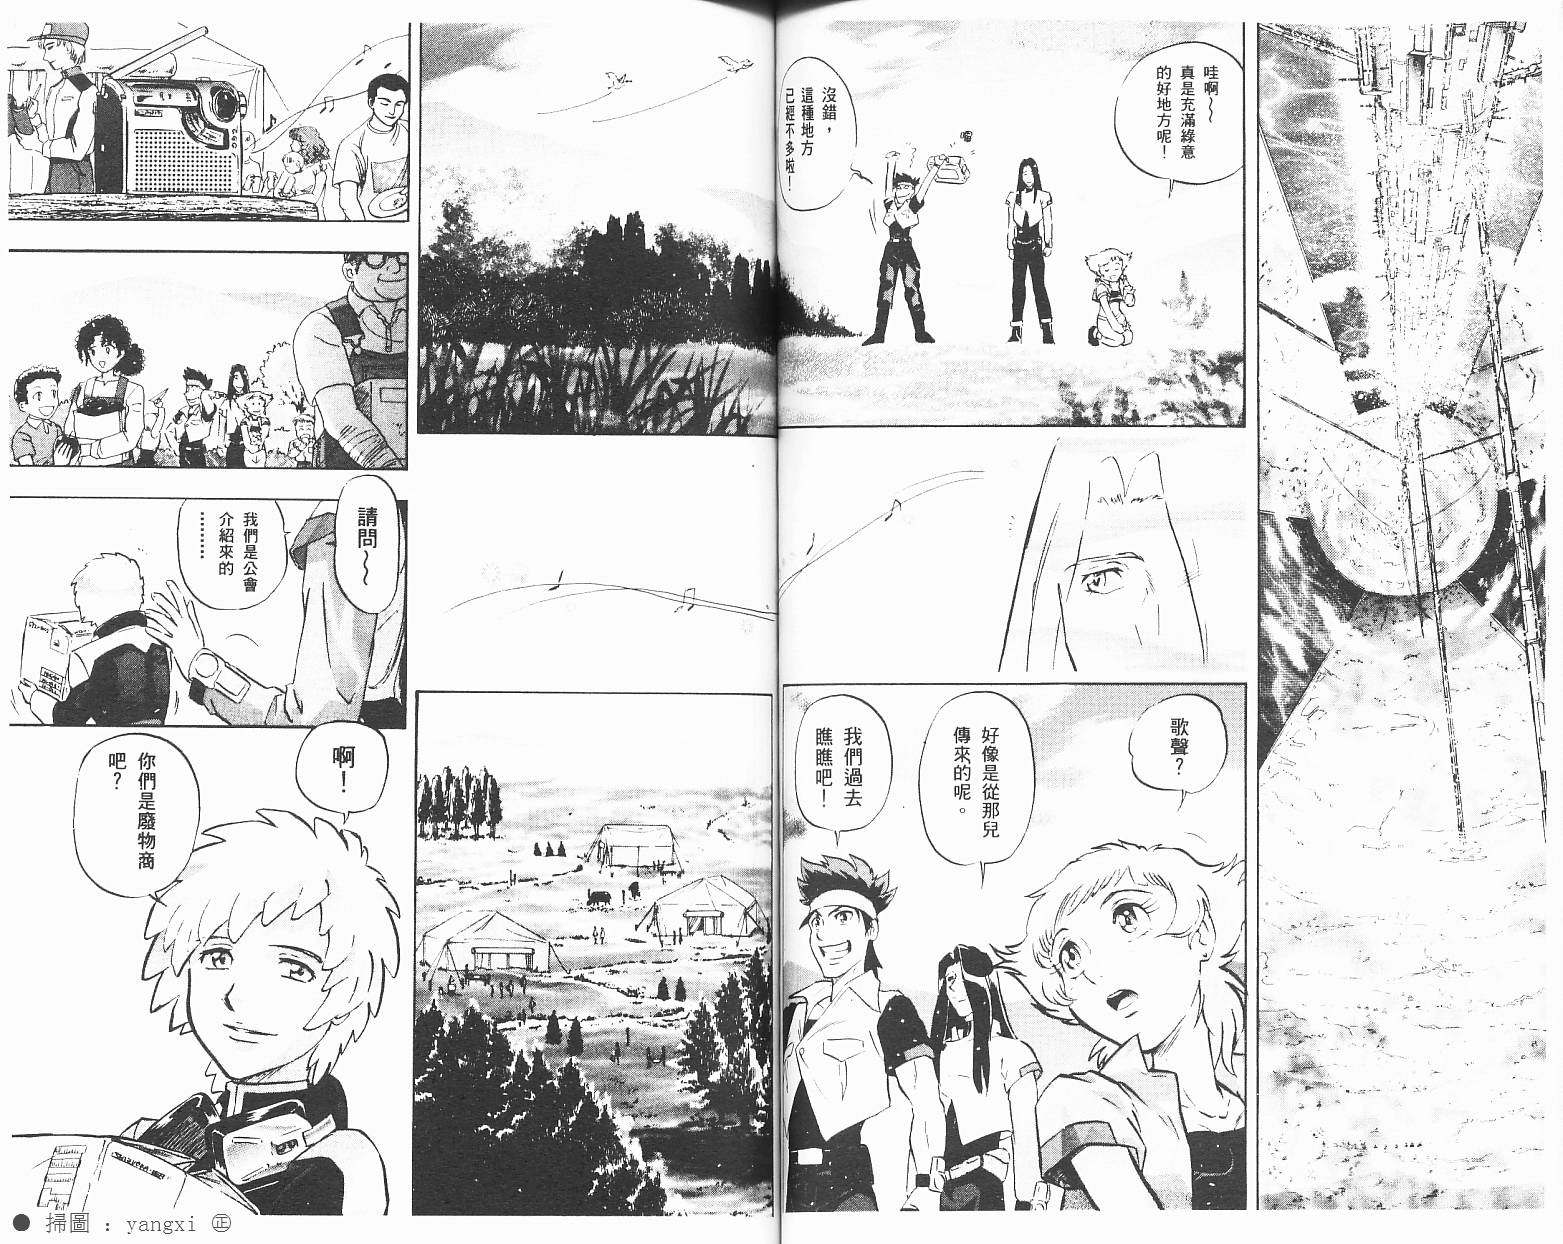 哇啊～
真是充滿綠意
的好地方呢！
沒錯，
這種地方
已經不多啦！
歌聲？
好像是從那兒
傳來的呢。
我們過去
瞧瞧吧！
請問～
我們是公會
介紹來的
………
啊！
你們是廢物商
吧？
● 掃圖 : yangxi ㊣